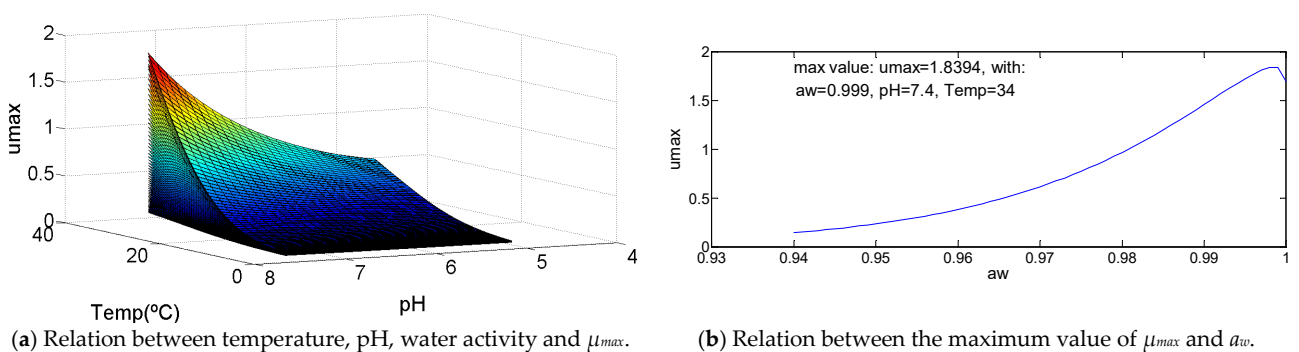 2
1.5
1
0.5
0
umax
40
20
0
Temp(ºC)
8
7
6
5
4
pH
(a) Relation between temperature, pH, water activity and μmax.
2
1.5
1
0.5
0
umax
max value: umax=1.8394, with:
aw=0.999, pH=7.4, Temp=34
0.93 0.94 0.95 0.96 0.97 0.98 0.99 1
aw
(b) Relation between the maximum value of μmax and aw.